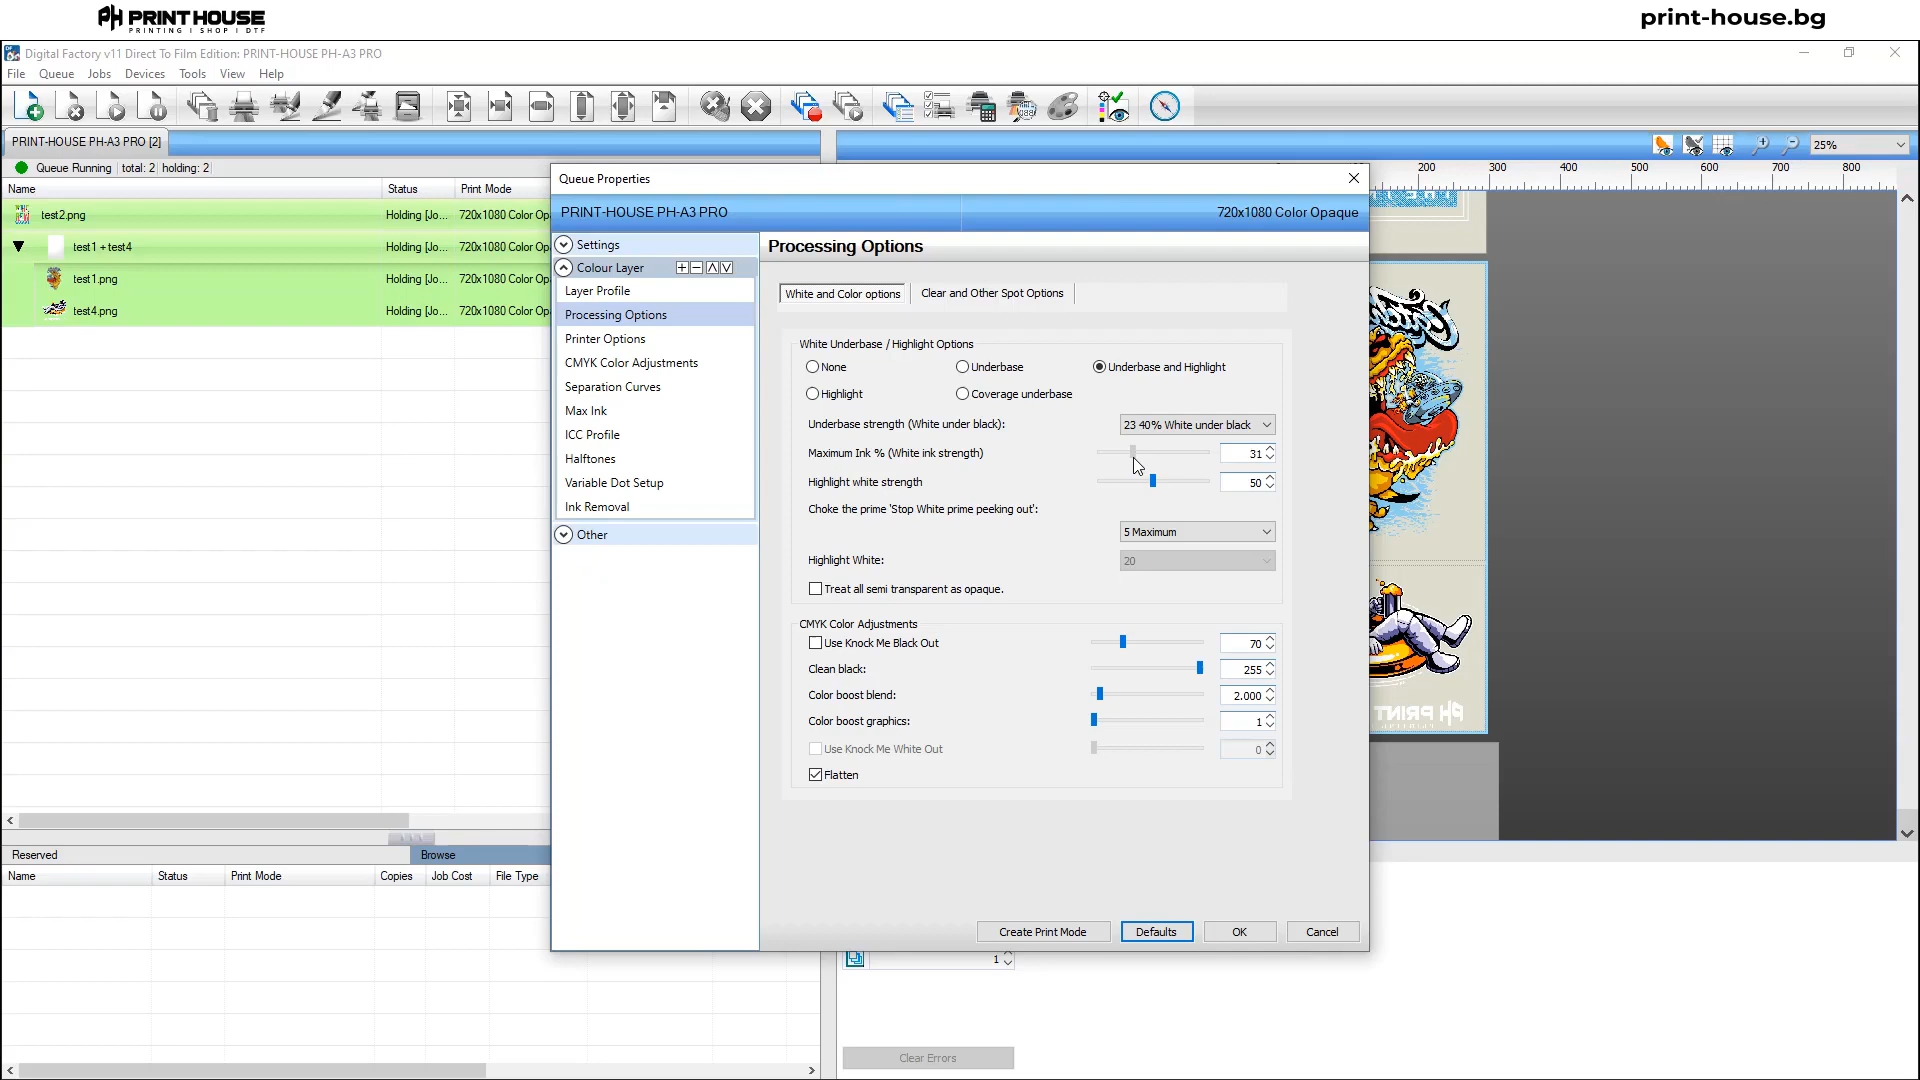 PH PRINT HOUSE
PRINTING | SHOP | DTF
print-house.bg
Digital Factory v11 Direct To Film Edition: PRINT-HOUSE PH-A3 PRO
File Queue Jobs Devices Tools View Help
PRINT-HOUSE PH-A3 PRO [2]
25%
Queue Running total: 2 holding: 2
200 300 400 500 600 700 800
Name Status Print Mode
test2.png Holding [Jo... 720x1080 Color Op
test1 + test4 Holding [Jo... 720x1080 Color Op
test1.png Holding [Jo... 720x1080 Color Op
test4.png Holding [Jo... 720x1080 Color Op
Queue Properties
PRINT-HOUSE PH-A3 PRO 720x1080 Color Opaque
Settings
Colour Layer
Layer Profile
Processing Options
Printer Options
CMYK Color Adjustments
Separation Curves
Max Ink
ICC Profile
Halftones
Variable Dot Setup
Ink Removal
Other
Processing Options
White and Color options Clear and Other Spot Options
White Underbase / Highlight Options
None Underbase Underbase and Highlight
Highlight Coverage underbase
Underbase strength (White under black): 23 40% White under black
Maximum Ink % (White ink strength) 31
Highlight white strength 50
Choke the prime 'Stop White prime peeking out':
5 Maximum
Highlight White: 20
Treat all semi transparent as opaque.
CMYK Color Adjustments
Use Knock Me Black Out 70
Clean black: 255
Color boost blend: 2.000
Color boost graphics: 1
Use Knock Me White Out 0
Flatten
Create Print Mode Defaults OK Cancel
Catch
PH PRINT
Reserved Browse
Name Status Print Mode Copies Job Cost File Type
1
Clear Errors